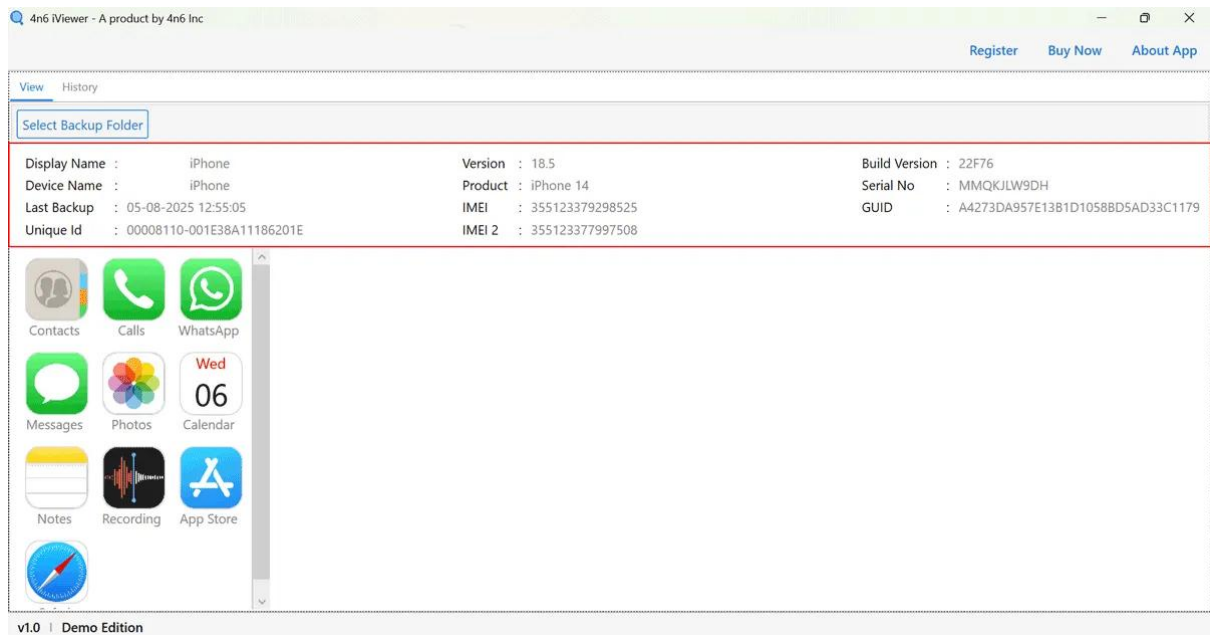 4n6 iViewer - A product by 4n6 Inc
Register Buy Now About App
View History
Select Backup Folder
Display Name : iPhone Version : 18.5 Build Version : 22F76
Device Name : iPhone Product : iPhone 14 Serial No : MMQKJLW9DH
Last Backup : 05-08-2025 12:55:05 IMEI : 355123379298525 GUID : A4273DA957E13B1D1058BD5AD33C1179
Unique Id : 00008110-001E38A11186201E IMEI 2 : 355123377997508
Contacts Calls WhatsApp
Wed
06
Messages Photos Calendar
Notes Recording App Store
v1.0 | Demo Edition